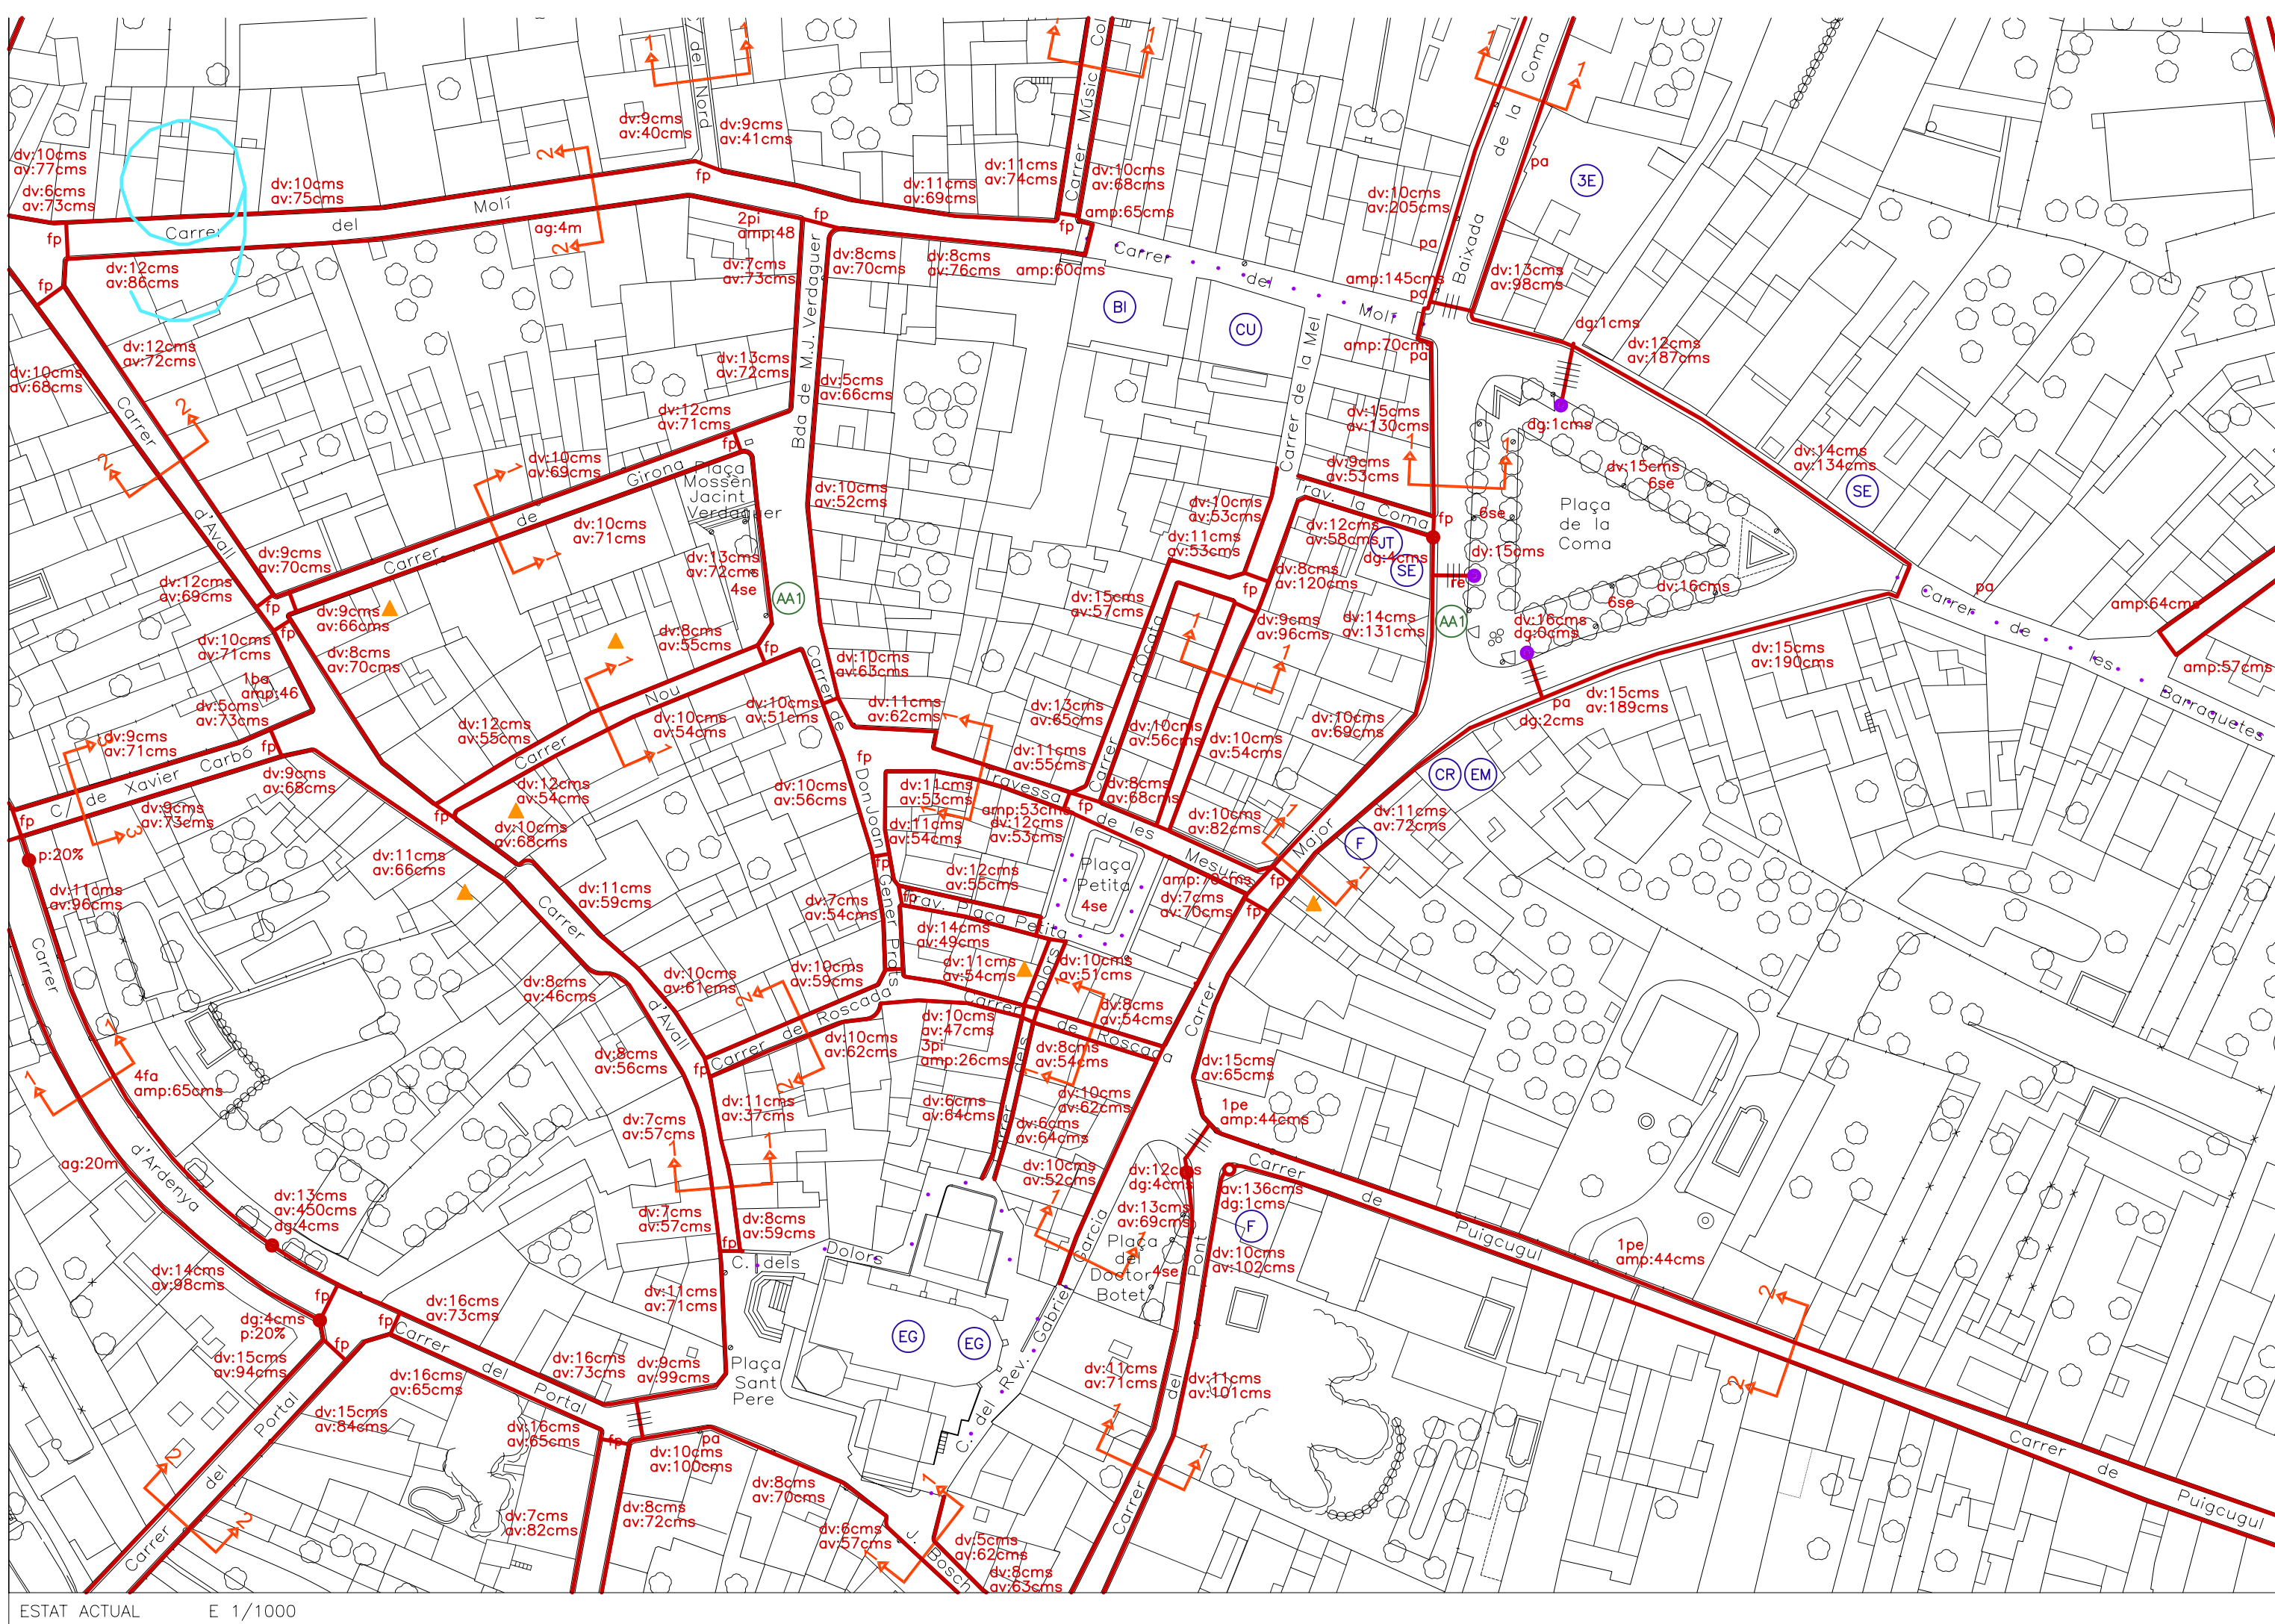 C/ del Nord
Carrer Músic Co
Baixada de la Coma
dv:9cms
av:40cms
dv:9cms
av:41cms
dv:10cms
av:77cms
dv:6cms
av:73cms
dv:10cms
av:75cms
dv:11cms
av:69cms
dv:11cms
av:74cms
dv:10cms
av:68cms
amp:65cms
dv:10cms
av:205cms
pa
3E
Carrer del Molí
fp
ag:4m
2pi
amp:48
dv:7cms
av:73cms
dv:8cms
av:70cms
dv:8cms
av:76cms
amp:60cms
Carrer del Molí
amp:145cms
pa
pa
dv:13cms
av:98cms
dv:12cms
av:86cms
BI
CU
dg:1cms
dv:12cms
av:187cms
dv:12cms
av:72cms
dv:10cms
av:68cms
dv:13cms
av:72cms
Bda de M.J. Verdaguer
dv:5cms
av:66cms
Carrer de la Mel
amp:70cms
pa
dv:12cms
av:71cms
dv:15cms
av:130cms
dg:1cms
dv:14cms
av:134cms
SE
Carrer d'Avall
dv:10cms
av:69cms
Carrer de Girona
Plaça
Mossèn
Jacint
Verdaguer
dv:10cms
av:52cms
dv:9cms
av:53cms
Trav. la Coma
dv:15cms
6se
6se
Plaça
de la
Coma
dv:10cms
av:71cms
dv:10cms
av:53cms
dv:11cms
av:53cms
dv:12cms
av:58cms
JT
SE
dg:4cms
dv:15cms
re
dv:9cms
av:70cms
dv:13cms
av:72cms
4se
AA1
dv:8cms
av:120cms
dv:12cms
av:69cms
dv:9cms
av:66cms
dv:15cms
av:57cms
dv:9cms
av:96cms
dv:14cms
av:131cms
AA1
dv:16cms
dg:0cms
6se
dv:16cms
Carrer de les Barraquetes
pa
amp:64cms
amp:57cms
dv:10cms
av:71cms
dv:8cms
av:70cms
dv:8cms
av:55cms
dv:10cms
av:63cms
dv:15cms
av:190cms
1ba
amp:46
dv:5cms
av:73cms
Carrer Nou
dv:12cms
av:55cms
dv:10cms
av:54cms
dv:10cms
av:51cms
dv:11cms
av:62cms
dv:13cms
av:65cms
Carrer d'Ocata
dv:10cms
av:56cms
dv:10cms
av:54cms
dv:10cms
av:69cms
pa
dg:2cms
dv:15cms
av:189cms
dv:9cms
av:71cms
C/ de Xavier Carbó
dv:9cms
av:68cms
dv:9cms
av:73cms
dv:12cms
av:54cms
dv:10cms
av:68cms
dv:10cms
av:56cms
Carrer de Don Joan Gener Prats
dv:11cms
av:53cms
dv:11cms
av:55cms
dv:8cms
av:68cms
CR
EM
p:20%
dv:11cms
av:66cms
dv:11cms
av:96cms
dv:11cms
av:54cms
amp:53cms
dv:12cms
av:53cms
ravessa de les Mesures
dv:10cms
av:82cms
Carrer Major
dv:11cms
av:72cms
F
dv:11cms
av:59cms
dv:12cms
av:55cms
Plaça
Petita
4se
amp:78cms
dv:7cms
av:70cms
dv:7cms
av:54cms
Trav. Plaça Petita
dv:14cms
av:49cms
dv:11cms
av:54cms
dv:10cms
av:51cms
Carrer d'Avall
dv:8cms
av:46cms
dv:10cms
av:61cms
dv:10cms
av:59cms
Carrer de Roscada
Carrer de Roscada
dv:8cms
av:54cms
dv:10cms
av:47cms
3pi
amp:26cms
Carrer dels Dolors
dv:8cms
av:54cms
dv:8cms
av:56cms
dv:10cms
av:62cms
dv:15cms
av:65cms
Carrer d'Ardenya
4fa
amp:65cms
dv:7cms
av:57cms
dv:11cms
av:37cms
dv:6cms
av:64cms
dv:10cms
av:62cms
dv:6cms
av:64cms
1pe
amp:44cms
ag:20m
dv:10cms
av:52cms
dv:12cms
dg:4cms
dv:13cms
av:69cms
av:136cms
dg:1cms
Carrer de Puigcugul
dv:13cms
av:450cms
dg:4cms
dv:7cms
av:57cms
dv:8cms
av:59cms
F
Plaça
del
Doctor
Botet
4se
dv:10cms
av:102cms
1pe
amp:44cms
C. dels Dolors
dv:14cms
av:98cms
dv:16cms
av:73cms
dv:11cms
av:71cms
EG
EG
C. del Rev. Gabriel Garcia
Carrer del Pont
dg:4cms
p:20%
dv:15cms
av:94cms
Carrer del Portal
dv:16cms
av:65cms
dv:16cms
av:73cms
dv:9cms
av:99cms
Plaça
Sant
Pere
dv:11cms
av:71cms
dv:11cms
av:101cms
dv:15cms
av:84cms
dv:16cms
av:65cms
dv:10cms
av:100cms
pa
dv:8cms
av:70cms
dv:7cms
av:82cms
dv:8cms
av:72cms
dv:6cms
av:57cms
J. Bosch
dv:5cms
av:62cms
dv:8cms
av:63cms
Carrer del Portal
Carrer de Puigcugul
ESTAT ACTUAL E 1/1000